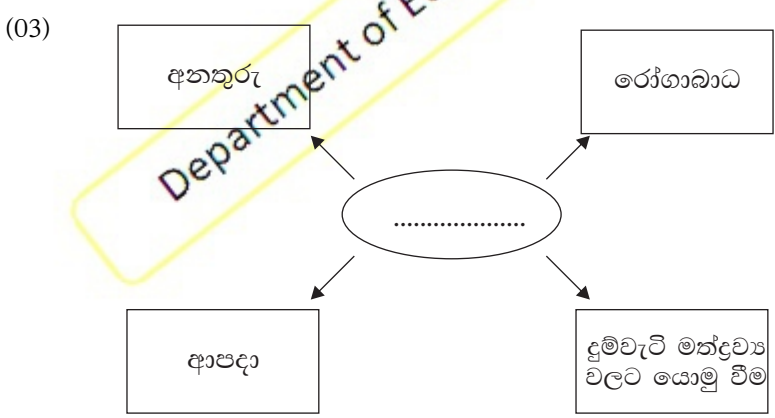 (03)
අනතුරු
රෝගාබාධ
Department of E
....................
ආපදා
දුම්වැටි මත්ද්‍රව්‍ය
වලට යොමු වීම